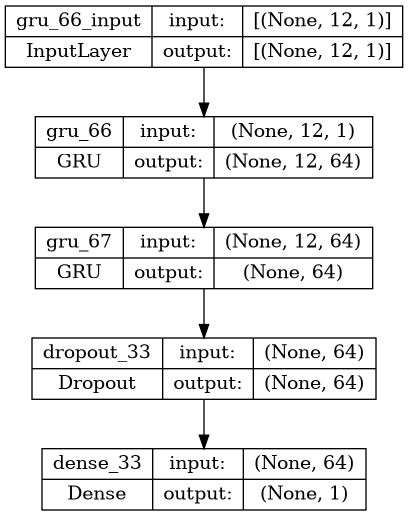 gru_66_input input: [(None, 12, 1)]
InputLayer output: [(None, 12, 1)]
gru_66 input: (None, 12, 1)
GRU output: (None, 12, 64)
gru_67 input: (None, 12, 64)
GRU output: (None, 64)
dropout_33 input: (None, 64)
Dropout output: (None, 64)
dense_33 input: (None, 64)
Dense output: (None, 1)